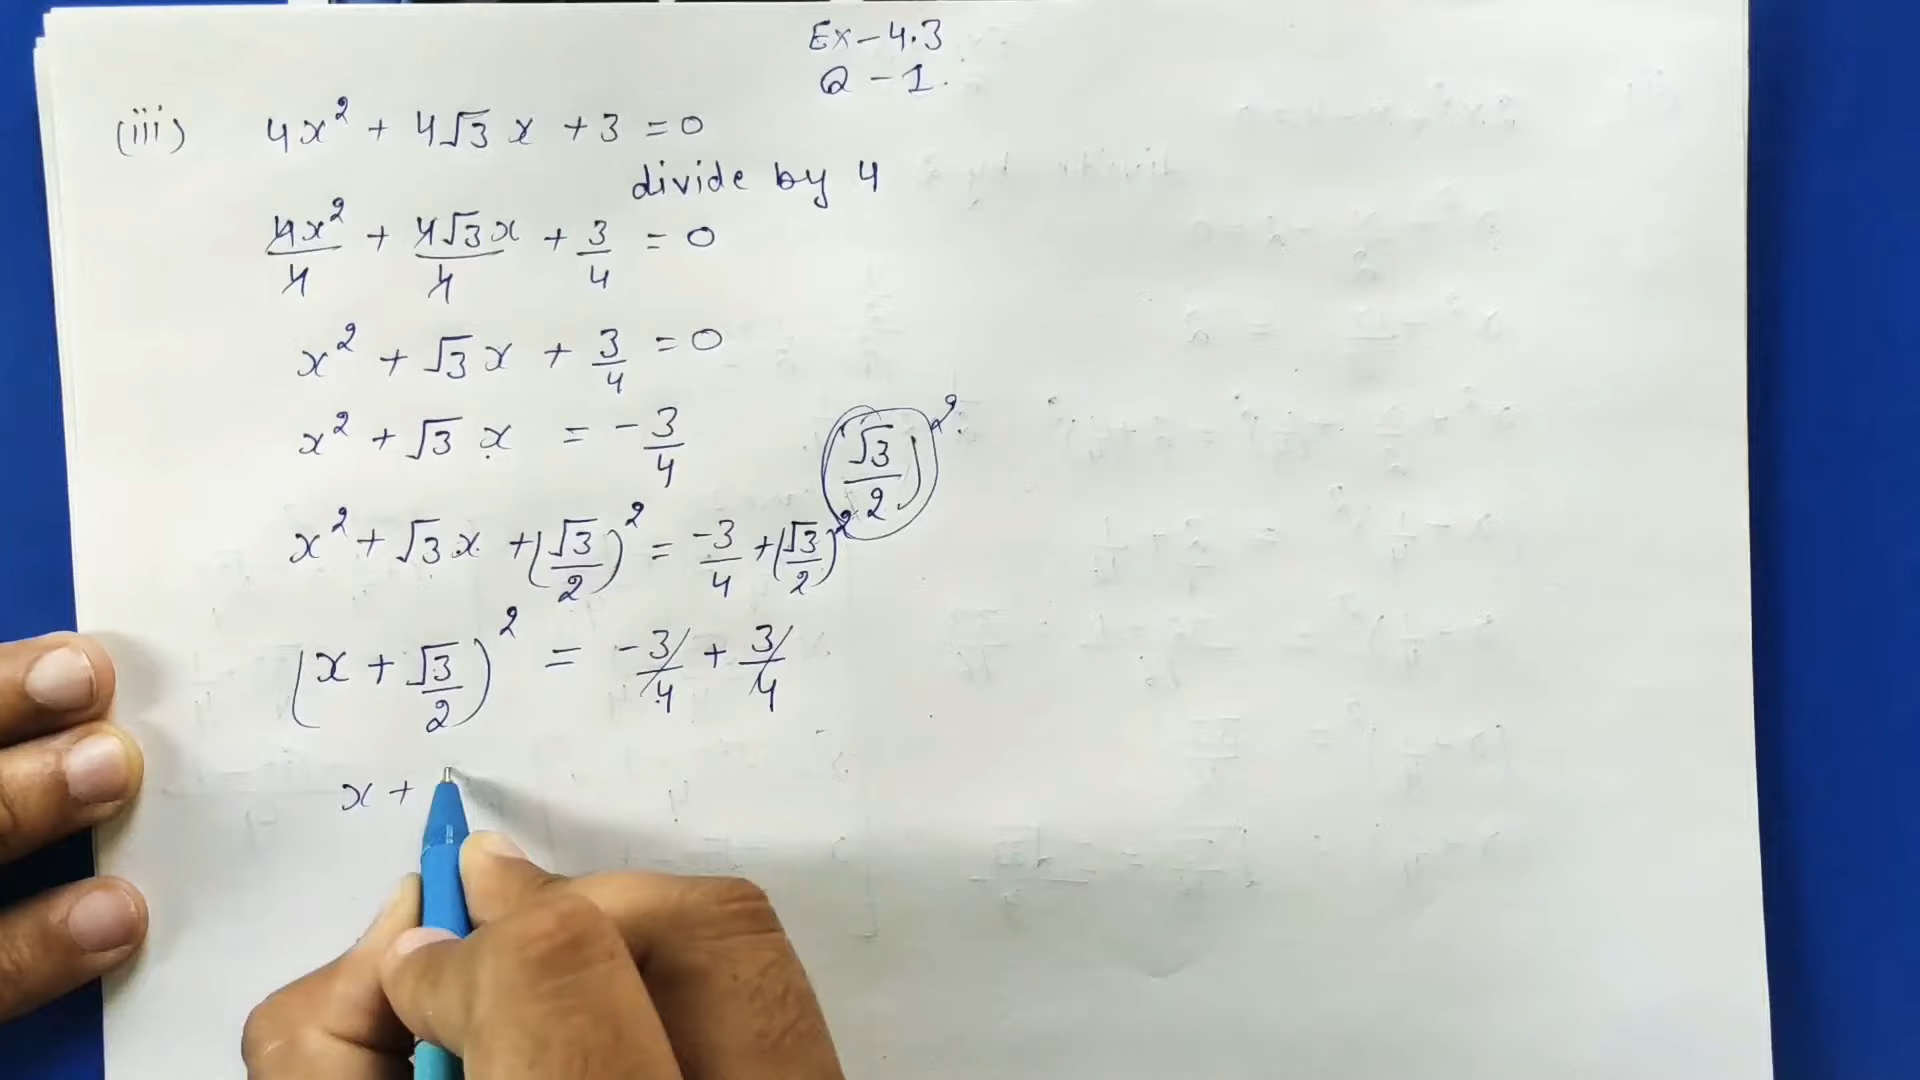 Ex-4.3
Q-1.
(iii) 4x² + 4√3 x + 3 = 0
divide by 4
4x²/4 + 4√3x/4 + 3/4 = 0
x² + √3 x + 3/4 = 0
x² + √3 x = -3/4
(√3/2)²
x² + √3x + (√3/2)² = -3/4 + (√3/2)²
(x + √3/2)² = -3/4 + 3/4
x +